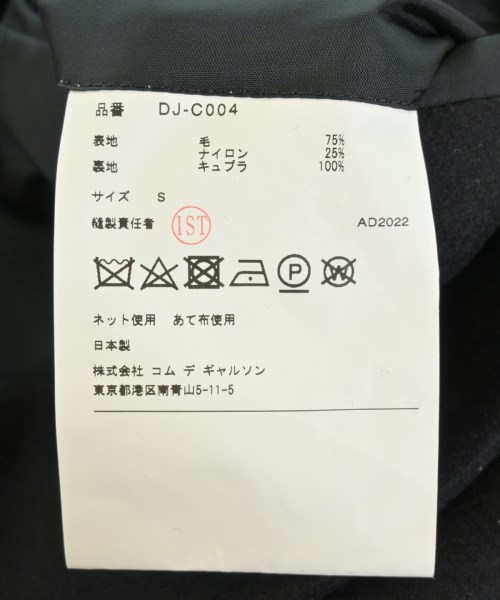 品番 DJ-C004
表地 毛 75%
ナイロン 25%
裏地 キュプラ 100%
サイズ S
縫製責任者 IST AD2022
P W
ネット使用 あて布使用
日本製
株式会社 コム デ ギャルソン
東京都港区南青山5-11-5